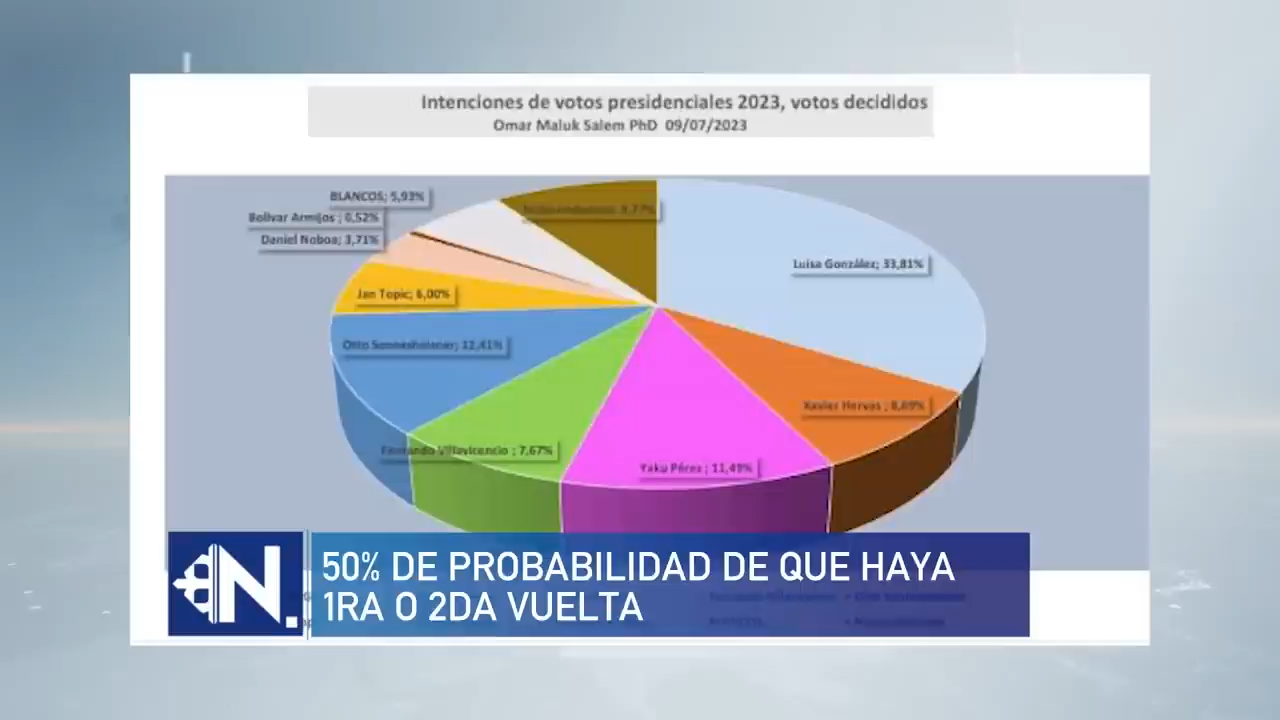 Intenciones de votos presidenciales 2023, votos decididos
Omar Maluk Salem PhD 09/07/2023
BLANCOS; 5,93%
Bolívar Armijos ; 0,52%
Daniel Noboa; 3,71%
9,77%
Luisa González; 33,81%
Jan Topic; 6,00%
Otto Sonnesholzner; 12,41%
Xavier Hervas ; 8,69%
Fernando Villavicencio ; 7,67%
Yaku Pérez ; 11,49%
N.
50% DE PROBABILIDAD DE QUE HAYA
1RA O 2DA VUELTA